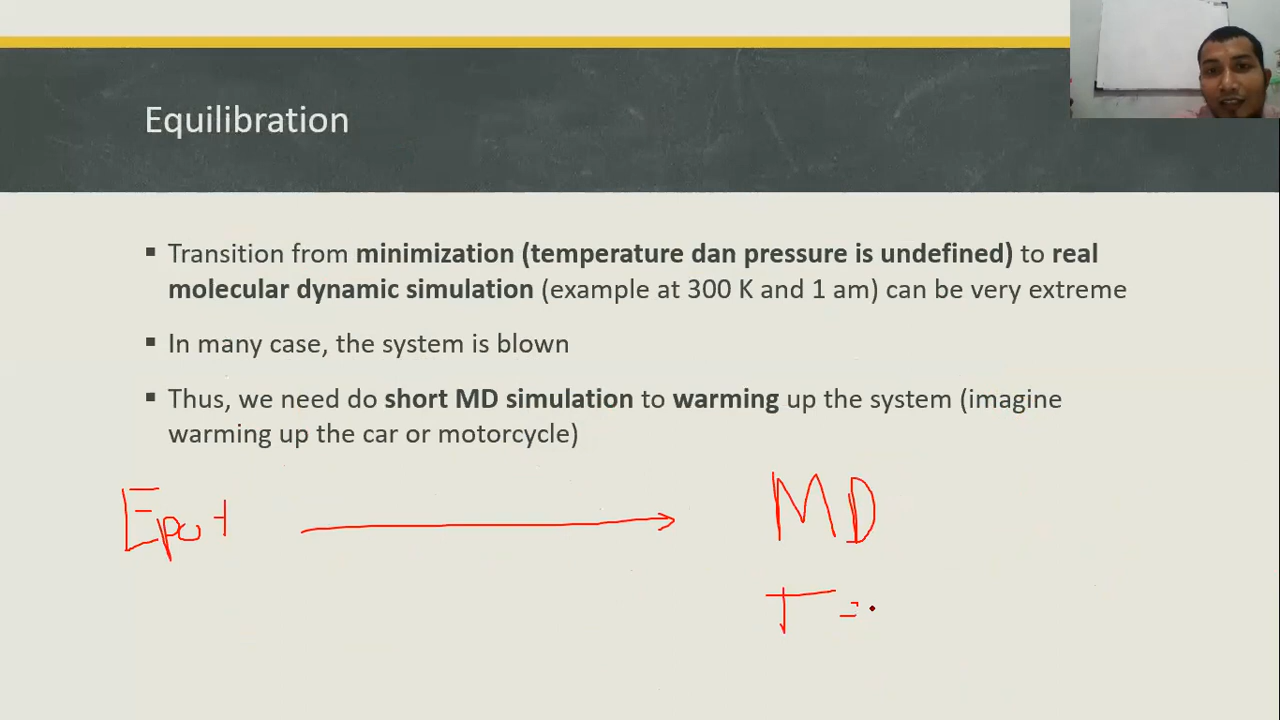 Equilibration
▪ Transition from minimization (temperature dan pressure is undefined) to real
molecular dynamic simulation (example at 300 K and 1 am) can be very extreme
▪ In many case, the system is blown
▪ Thus, we need do short MD simulation to warming up the system (imagine
warming up the car or motorcycle)
Epot → MD
T =